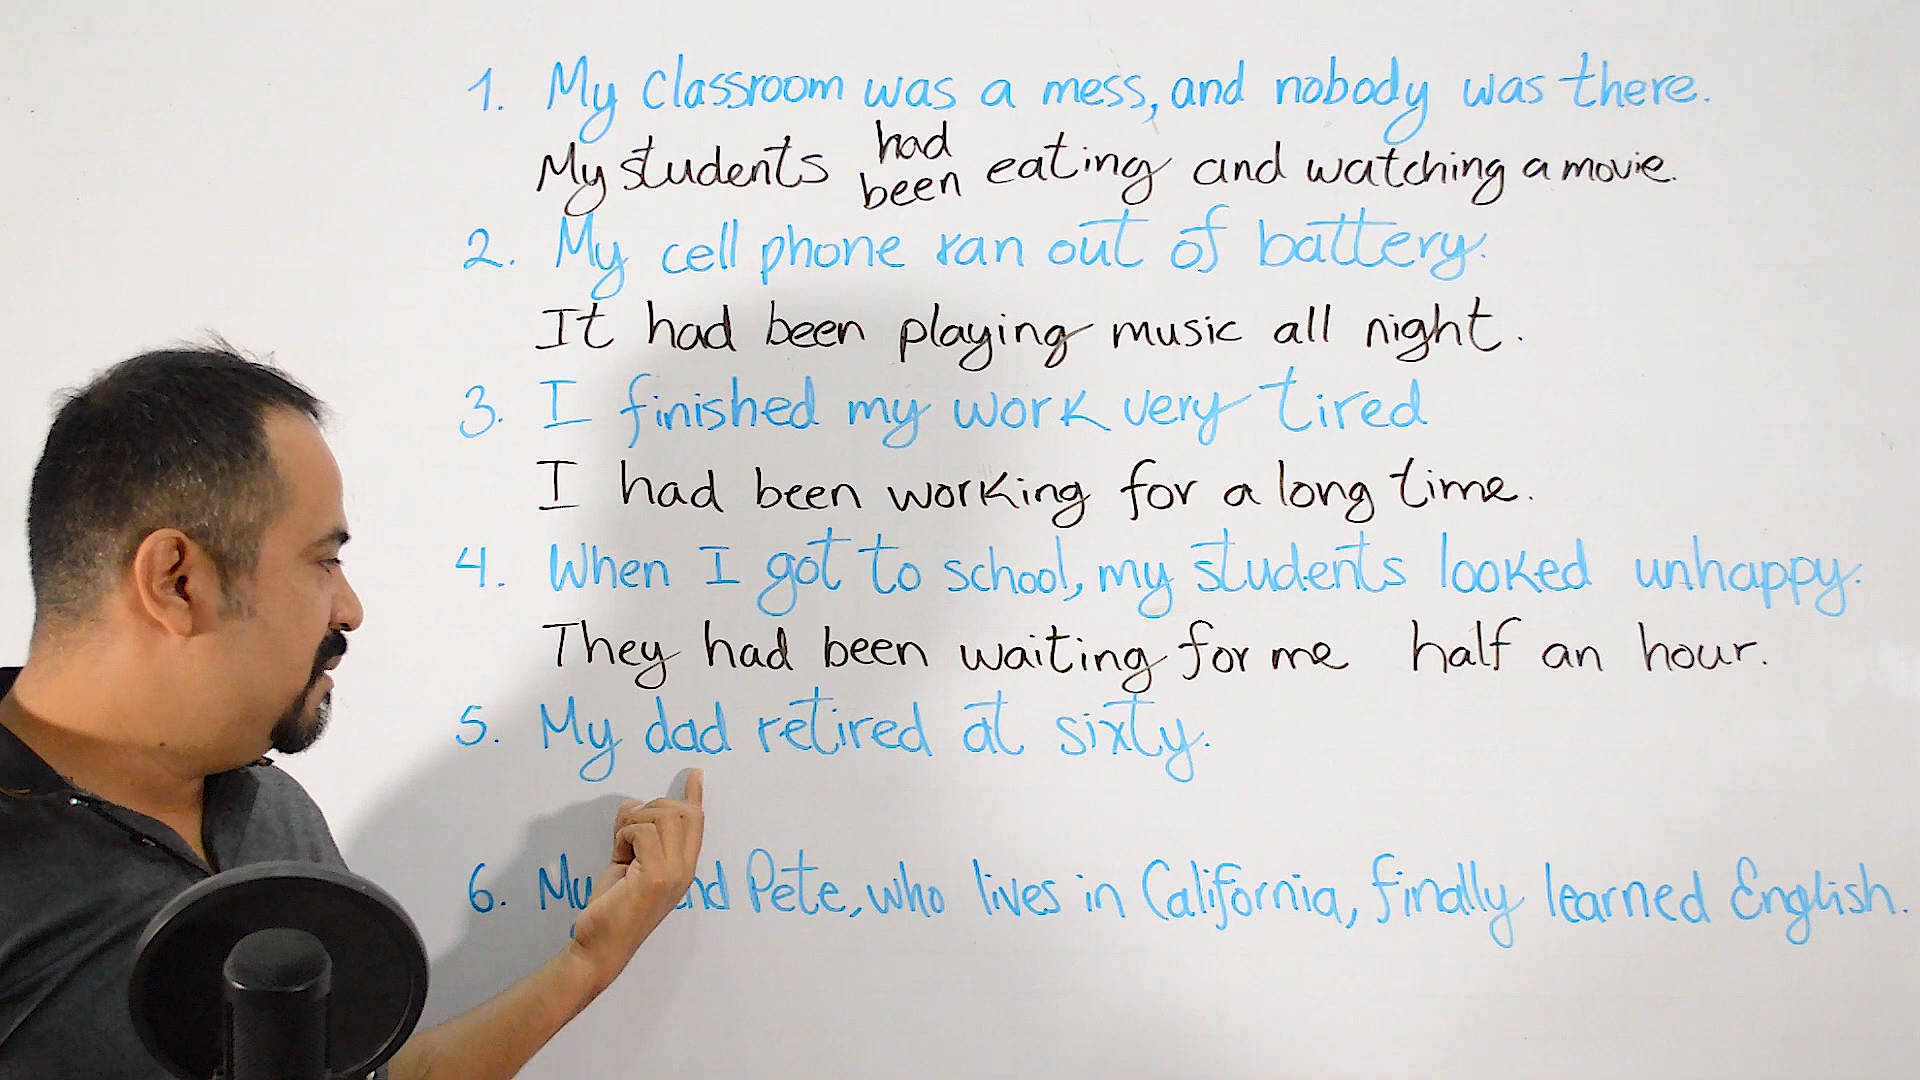 1. My classroom was a mess, and nobody was there.
My students had been eating and watching a movie.
2. My cell phone ran out of battery.
It had been playing music all night.
3. I finished my work very tired
I had been working for a long time.
4. When I got to school, my students looked unhappy.
They had been waiting for me half an hour.
5. My dad retired at sixty.
6. My Pete, who lives in California, finally learned English.